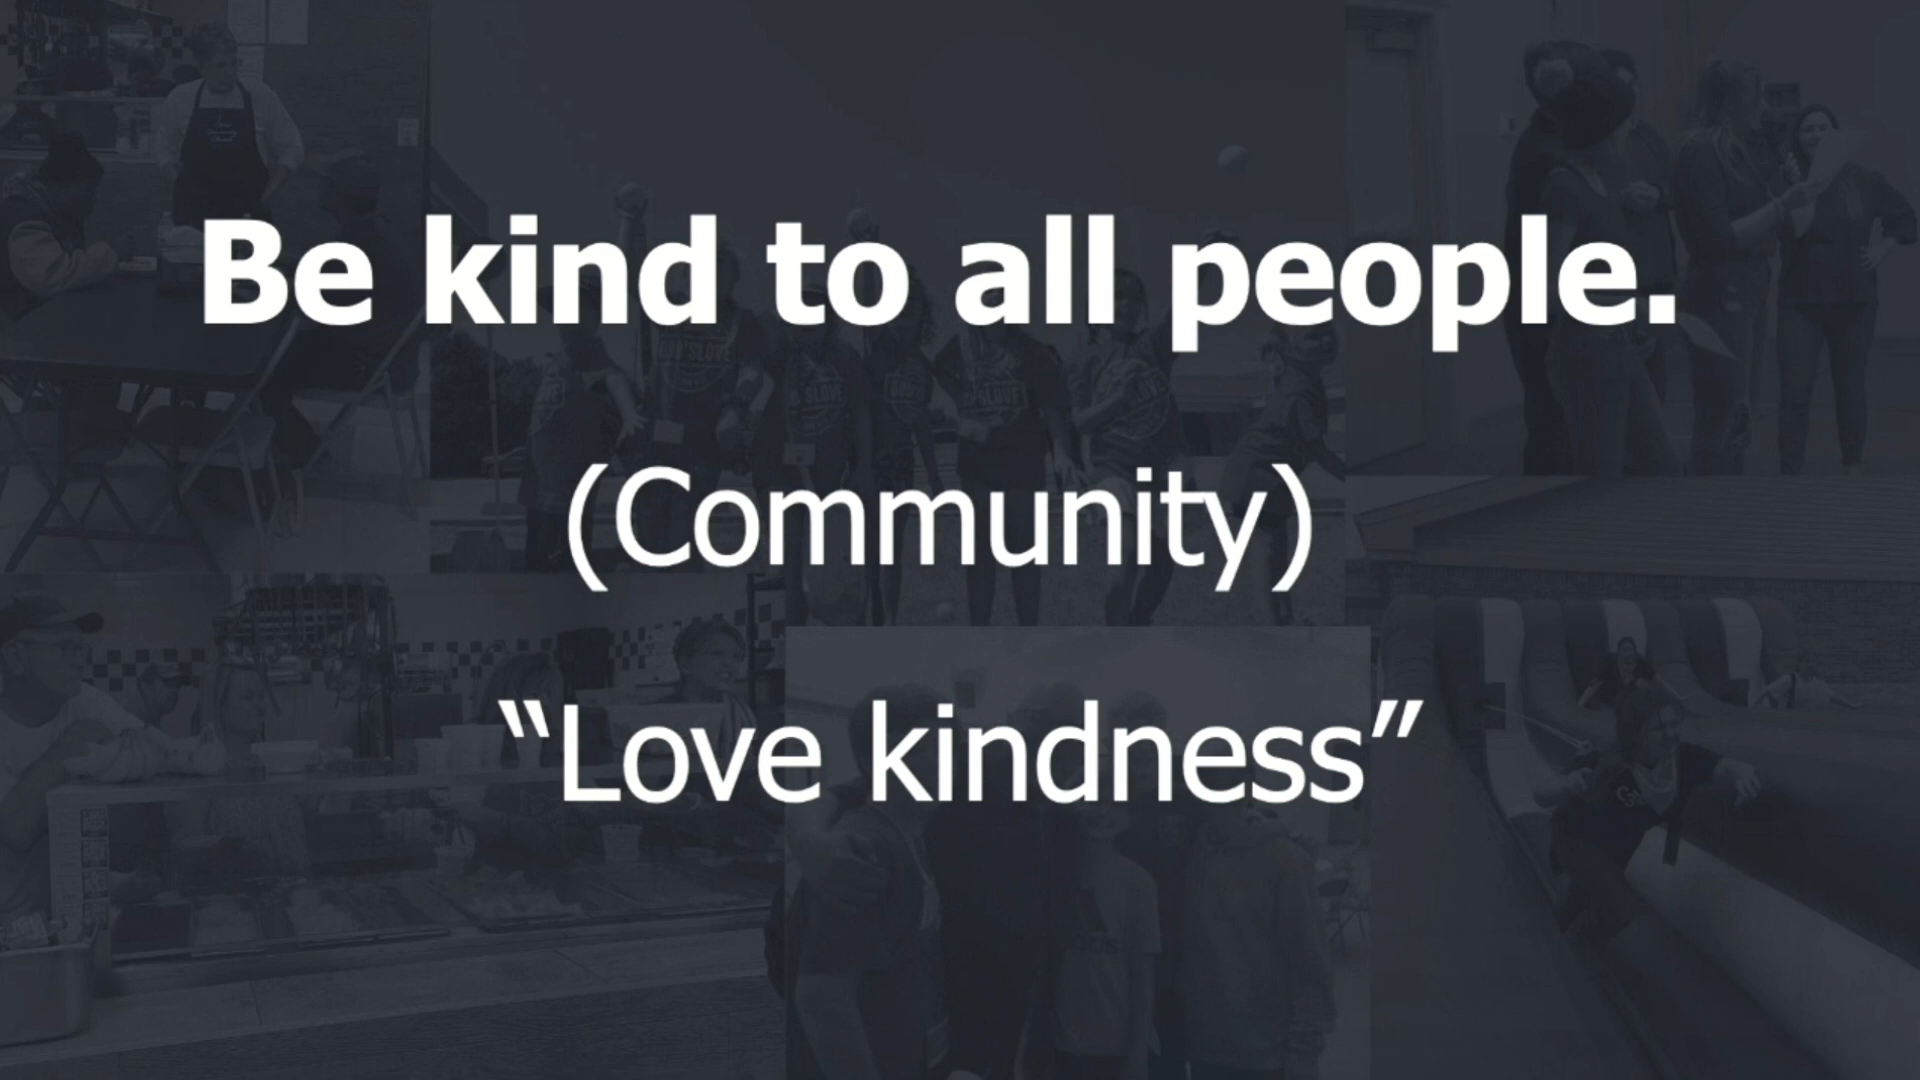 Be kind to all people.
(Community)
“Love kindness”